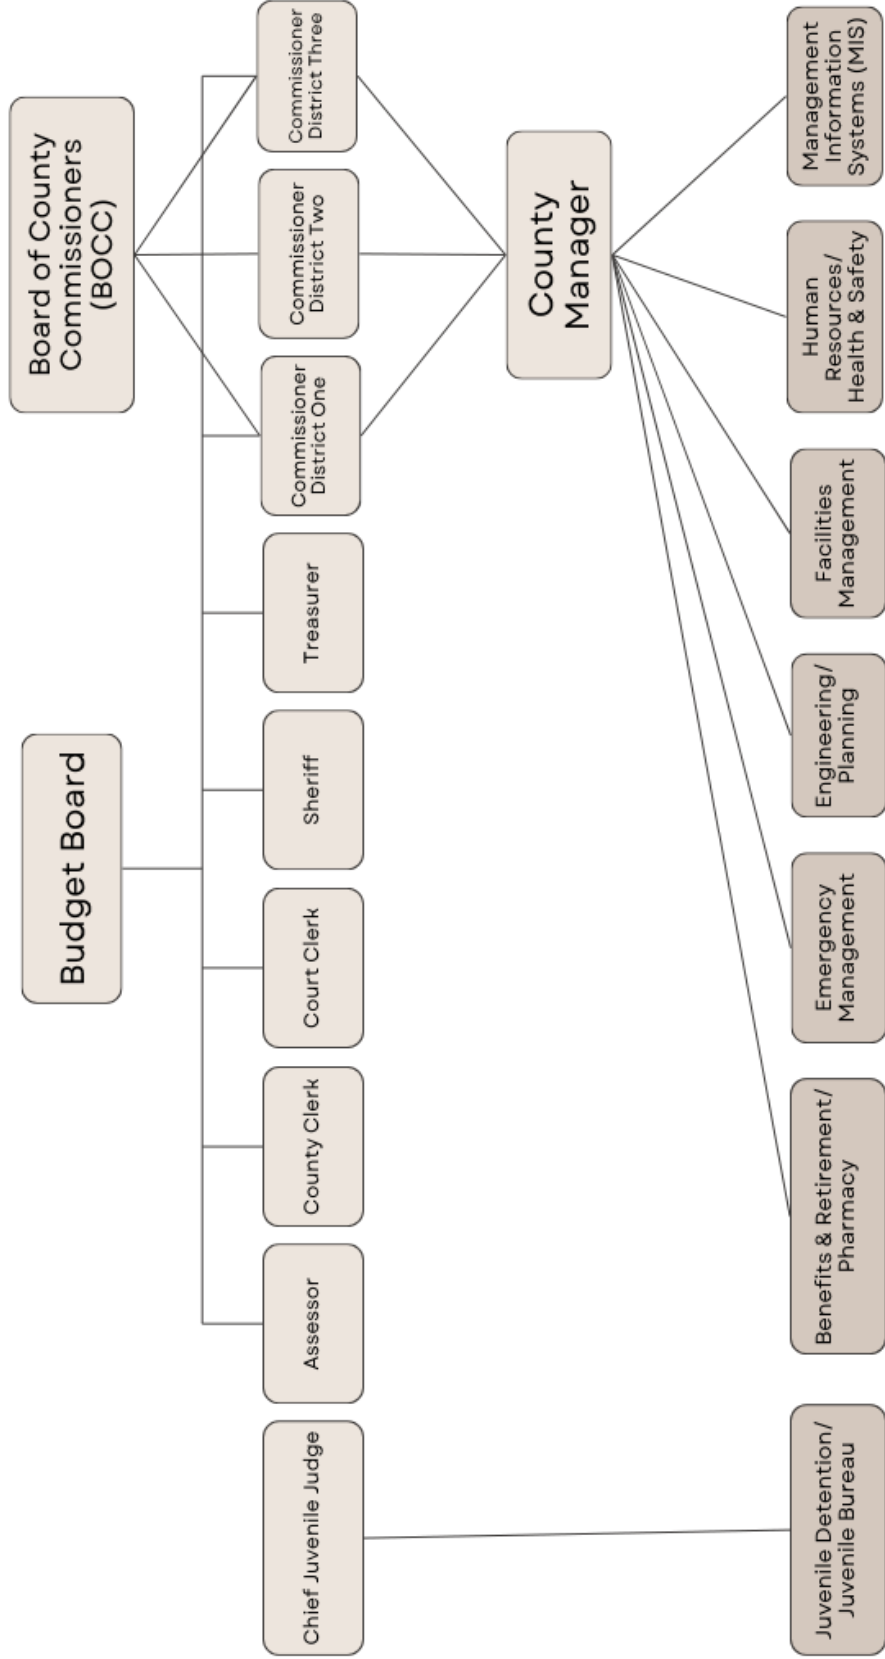 Budget Board
Board of County
Commissioners
(BOCC)
Chief Juvenile Judge
Assessor
County Clerk
Court Clerk
Sheriff
Treasurer
Commissioner
District One
Commissioner
District Two
Commissioner
District Three
County
Manager
Juvenile Detention/
Juvenile Bureau
Benefits & Retirement/
Pharmacy
Emergency
Management
Engineering/
Planning
Facilities
Management
Human
Resources/
Health & Safety
Management
Information
Systems (MIS)